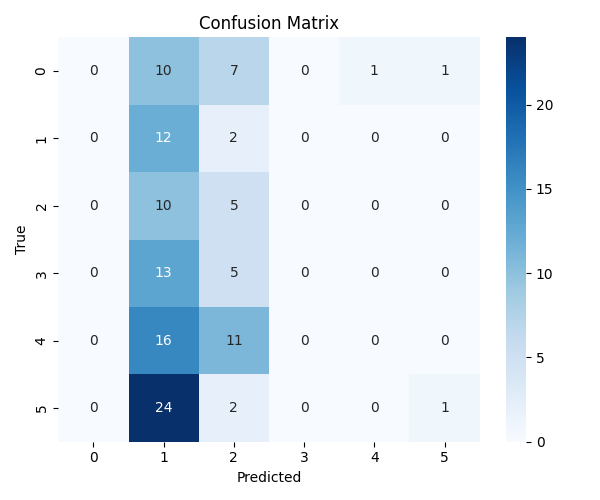 Confusion Matrix
True
0 0 10 7 0 1 1
1 0 12 2 0 0 0
2 0 10 5 0 0 0
3 0 13 5 0 0 0
4 0 16 11 0 0 0
5 0 24 2 0 0 1
0 1 2 3 4 5
Predicted
20
15
10
5
0